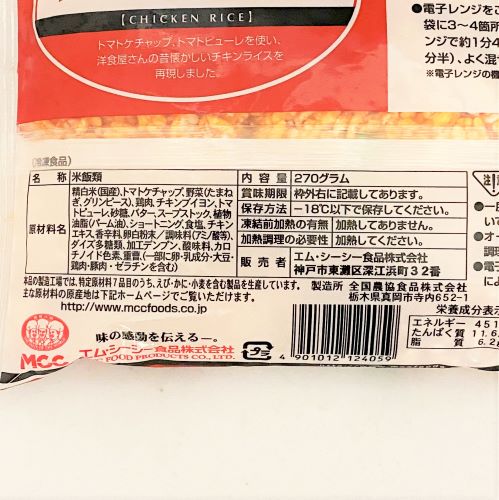 【CHICKEN RICE】
トマトケチャップ、トマトピューレを使い、
洋食屋さんの昔懐かしいチキンライスを
再現しました。
●電子レンジをご
袋に3〜4箇所
ンジで約1分4
分半)、よく混
※電子レンジの機
(冷凍食品)
名称 米飯類
原材料名 精白米(国産)、トマトケチャップ、野菜(たまね
ぎ、グリンピース)、鶏肉、チキンブイヨン、トマ
トピューレ、砂糖、バター、スープストック、植物
油脂(パーム油)、ショートニング、食塩、チキン
エキス、香辛料、卵白粉末/調味料(アミノ酸等)、
ダイズ多糖類、加工デンプン、酸味料、カロ
チノイド色素、重曹、(一部に卵・乳成分・大豆・
鶏肉・豚肉・ゼラチンを含む)
内容量 270グラム
賞味期限 枠外右に記載してあります。
保存方法 −18℃以下で保存してください。
凍結前加熱の有無 加熱してありません。
加熱調理の必要性 加熱してください。
販売者 エム・シーシー食品株式会社
神戸市東灘区深江浜町32番
本品の製造工場では、特定原材料7品目のうち、えび・かに・小麦を含む製品を生産しています。
主な原材料の原産地は下記ホームページでご覧いただけます。
http://www.mccfoods.co.jp
製造所 全国農協食品株式会社
栃木県真岡市寺内652-1
味の感動を伝えるー。
MCC エム・シーシー食品株式会社
FOOD PRODUCTS CO., LTD.
タミ
4 901012 124059
栄養成分表示
エネルギー 451
たんぱく質 11.6
脂質 6.2
注